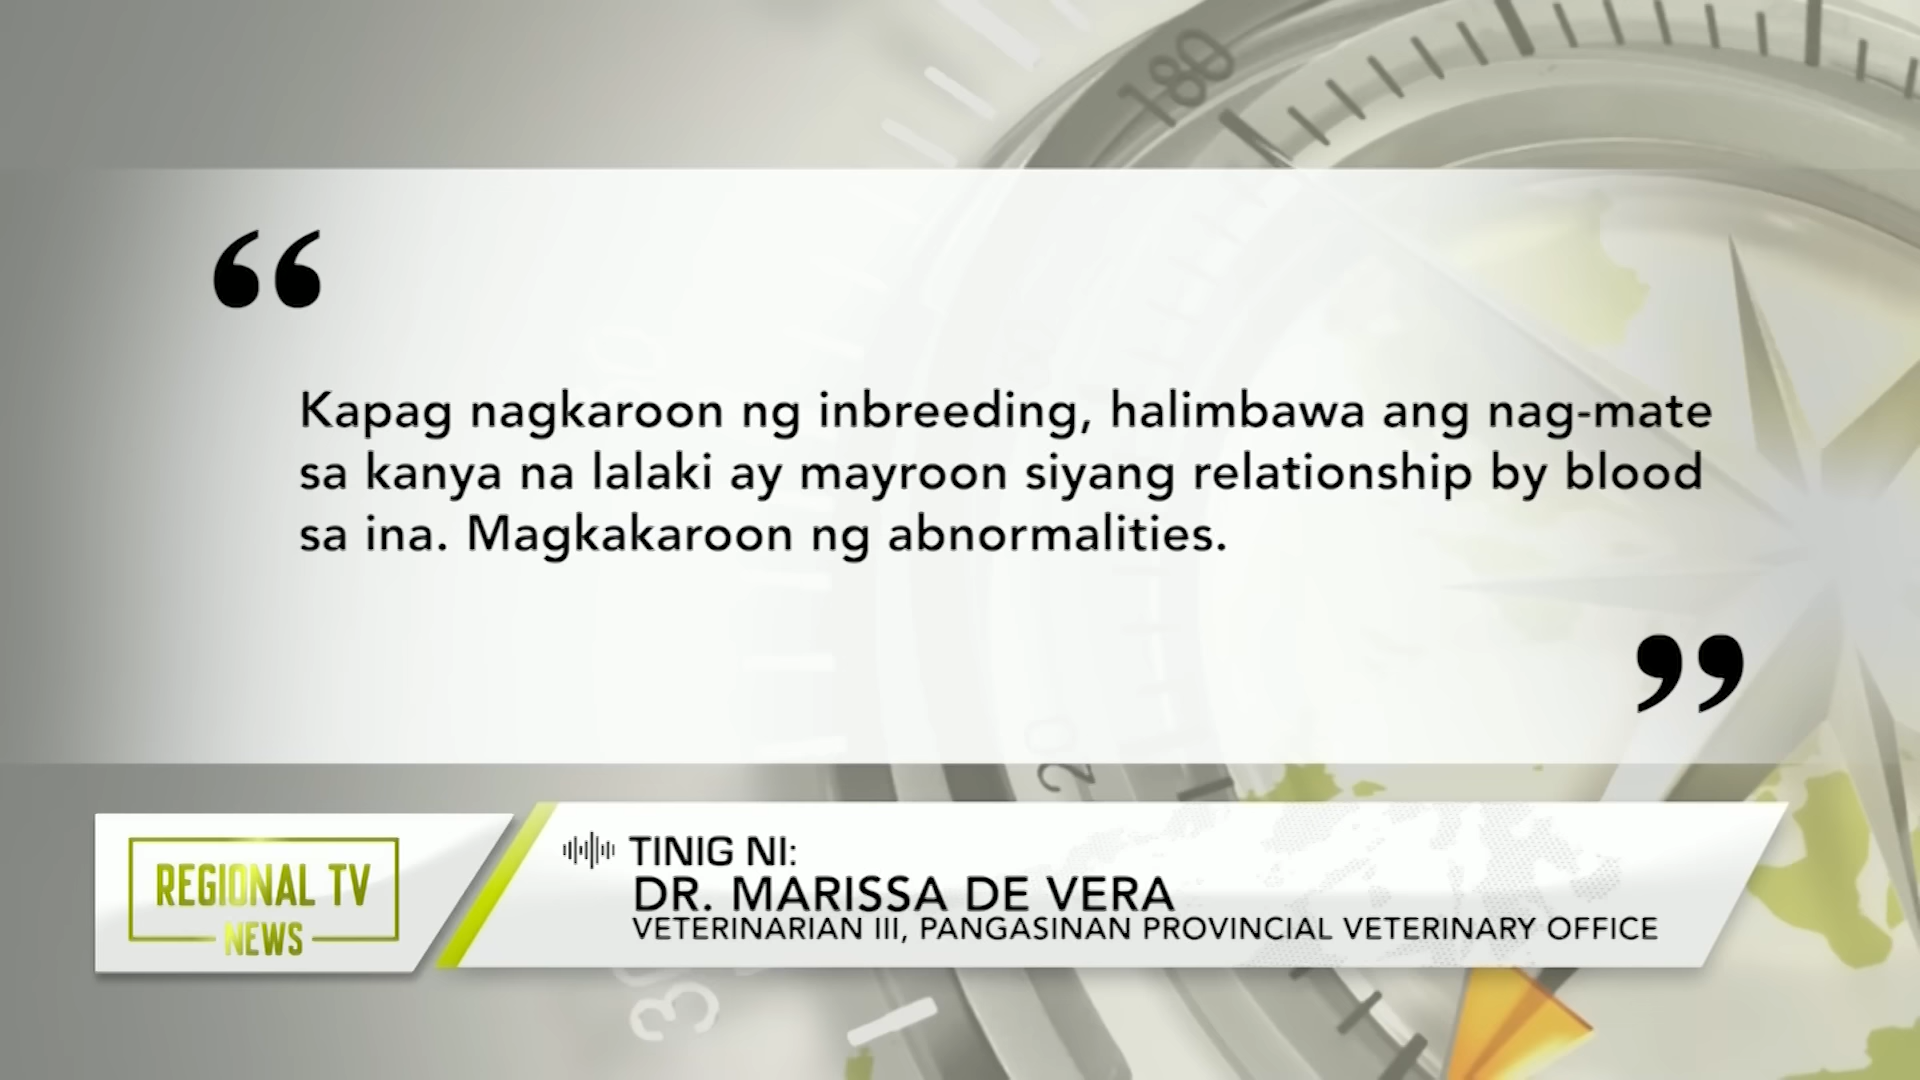 180
“
Kapag nagkaroon ng inbreeding, halimbawa ang nag-mate
sa kanya na lalaki ay mayroon siyang relationship by blood
sa ina. Magkakaroon ng abnormalities.
”
20
REGIONAL TV
NEWS
TINIG NI:
DR. MARISSA DE VERA
VETERINARIAN III, PANGASINAN PROVINCIAL VETERINARY OFFICE